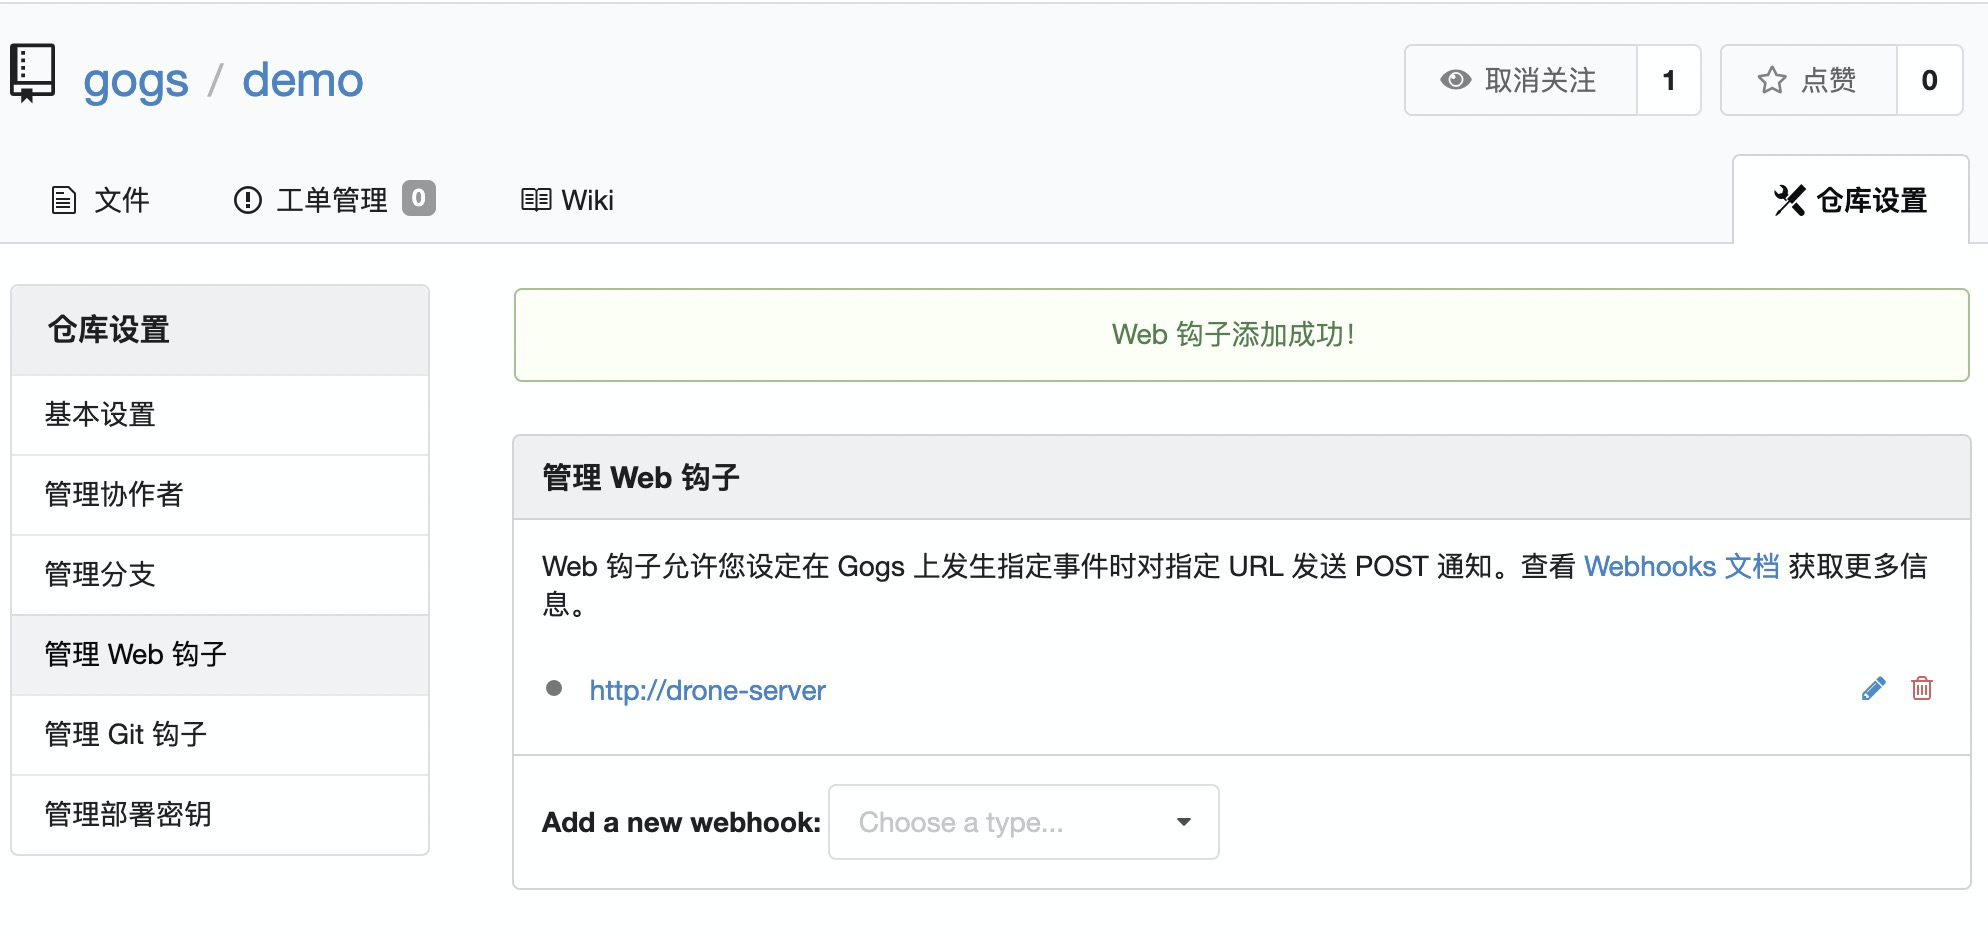 gogs / demo
取消关注 1
点赞 0
文件
工单管理 0
Wiki
仓库设置
仓库设置
基本设置
管理协作者
管理分支
管理 Web 钩子
管理 Git 钩子
管理部署密钥
Web 钩子添加成功！
管理 Web 钩子
Web 钩子允许您设定在 Gogs 上发生指定事件时对指定 URL 发送 POST 通知。查看 Webhooks 文档 获取更多信
息。
http://drone-server
Add a new webhook: Choose a type...